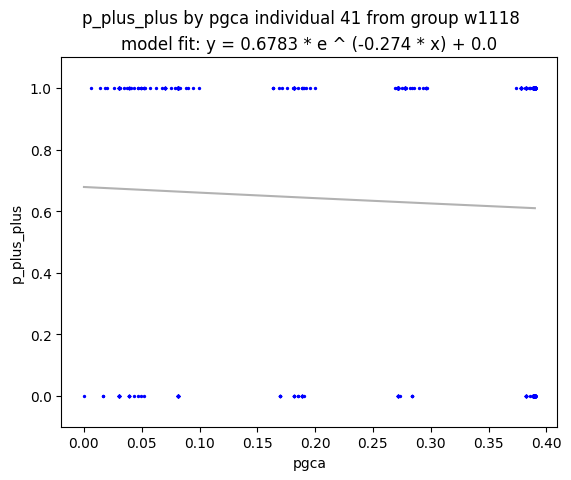 p_plus_plus by pgca individual 41 from group w1118
model fit: y = 0.6783 * e ^ (-0.274 * x) + 0.0
1.0
0.8
0.6
0.4
0.2
0.0
p_plus_plus
0.00 0.05 0.10 0.15 0.20 0.25 0.30 0.35 0.40
pgca